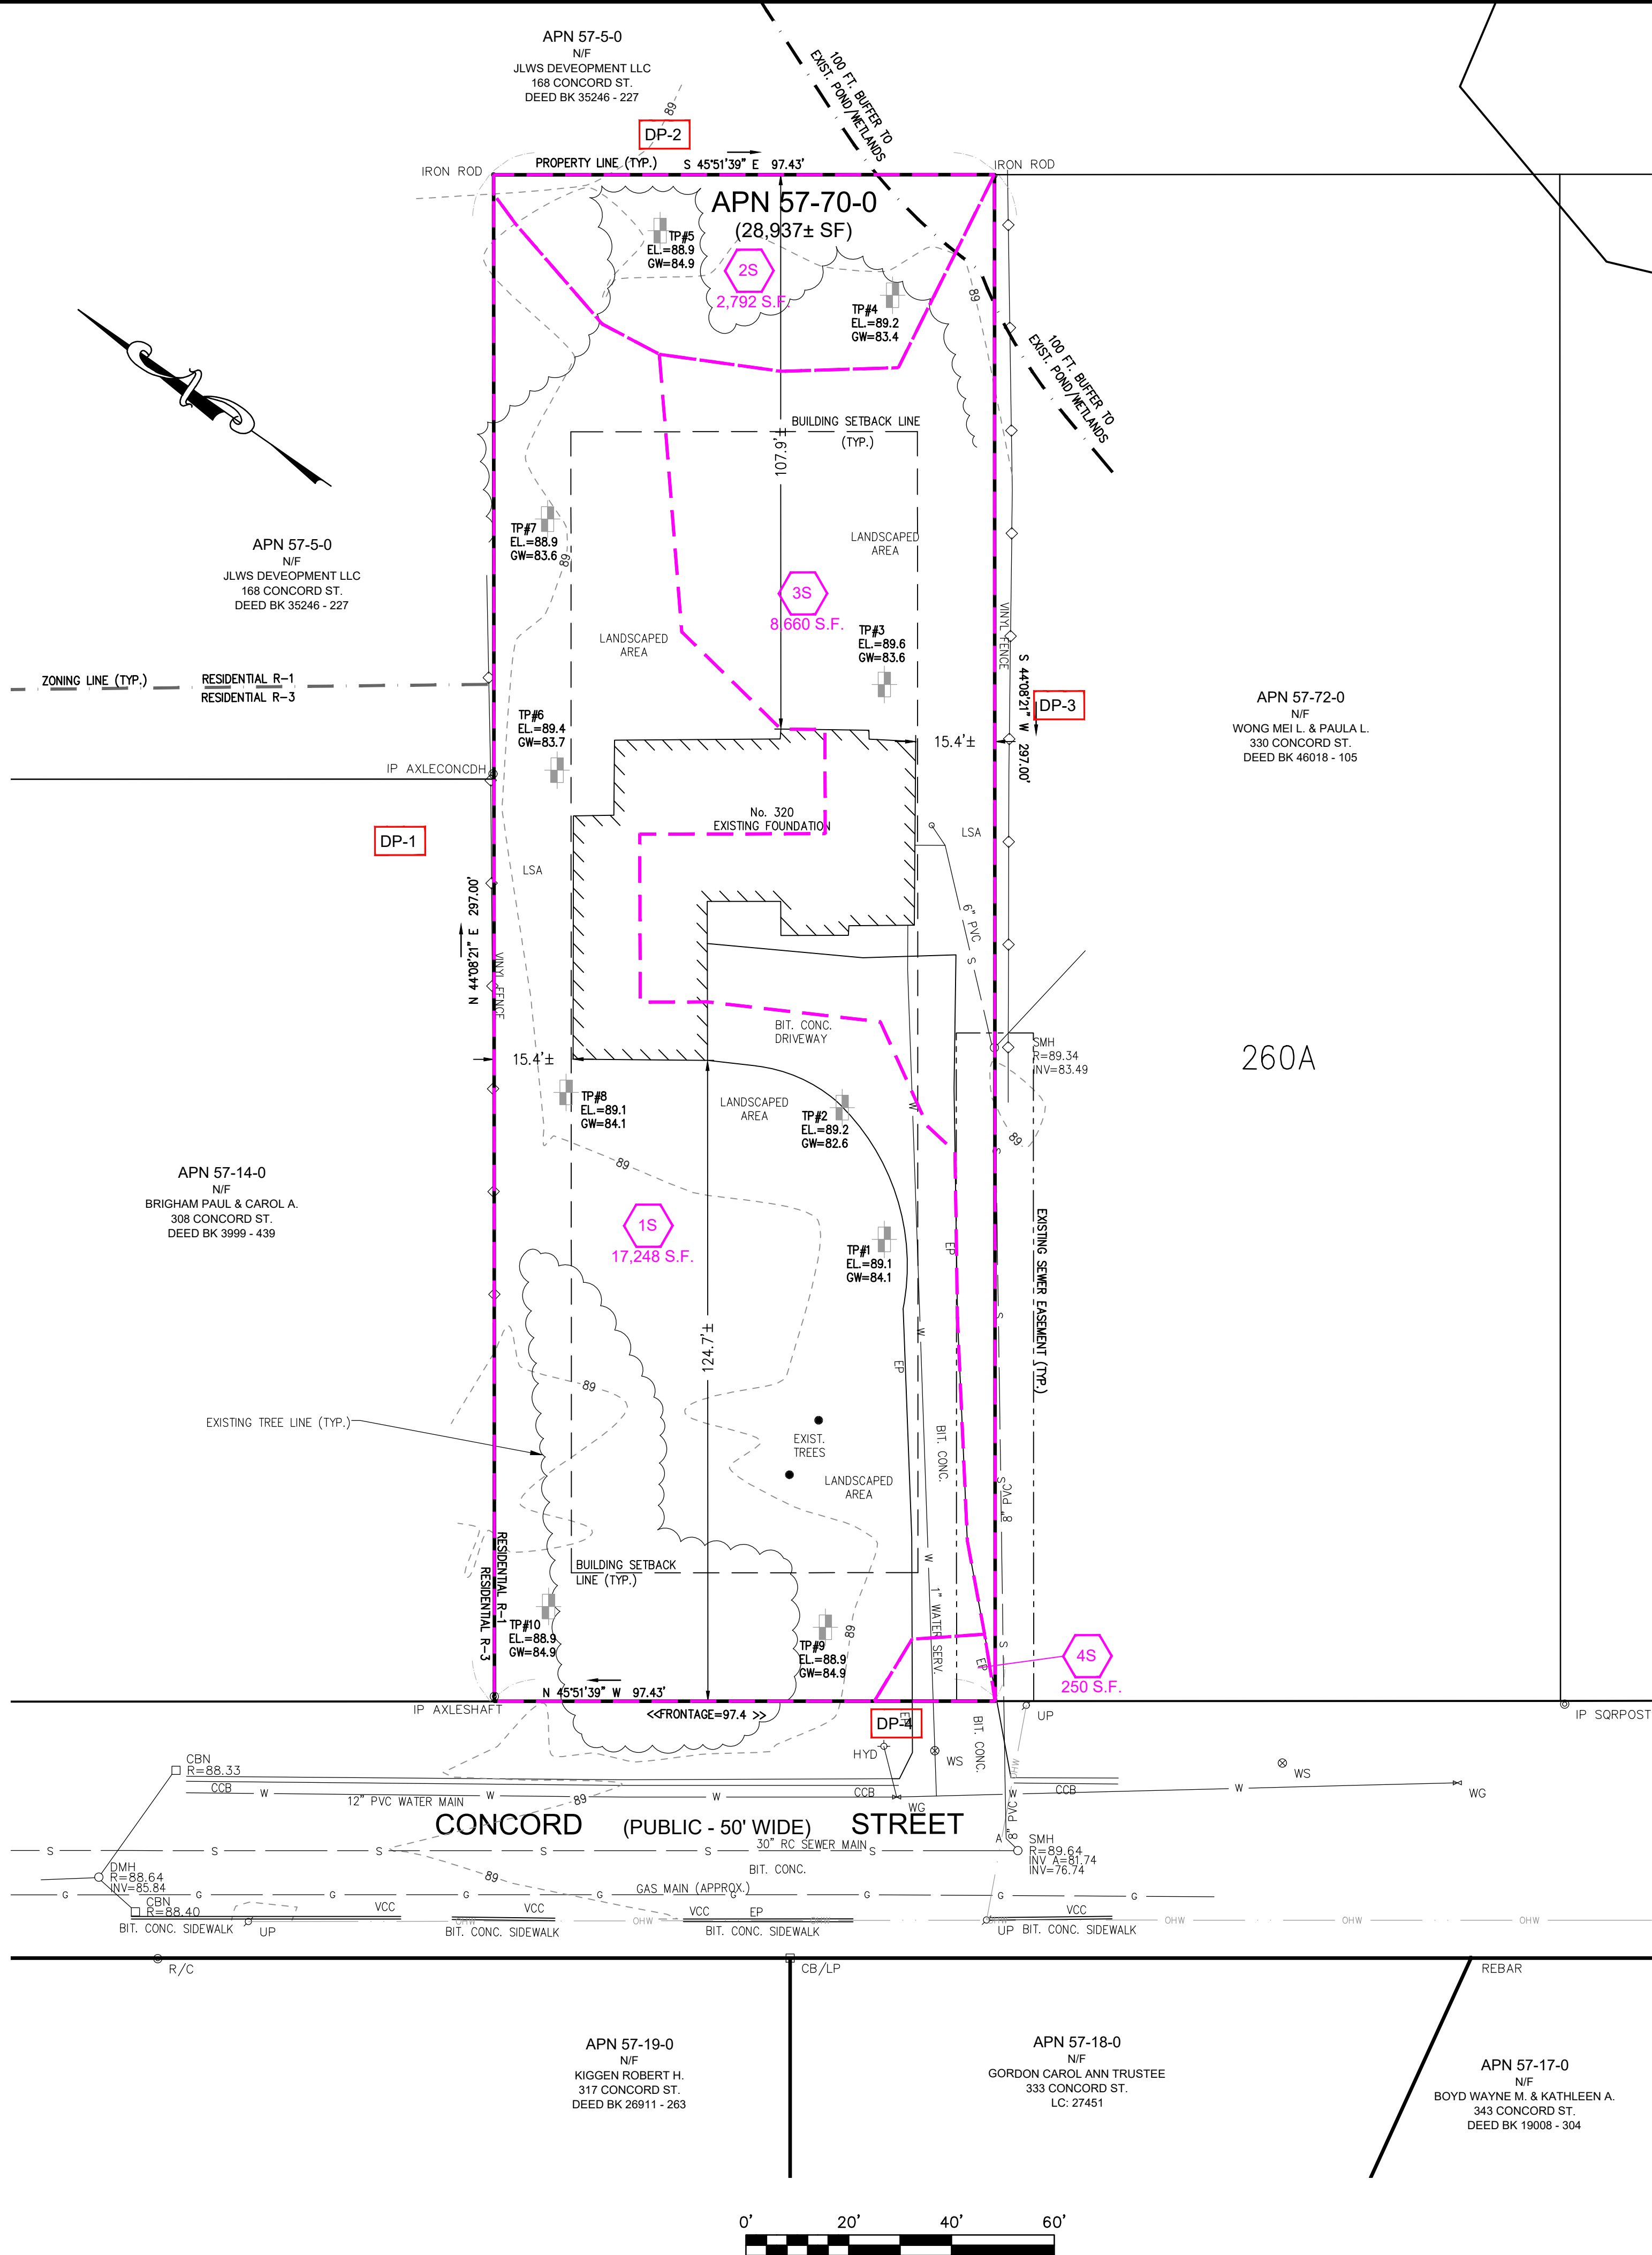 APN 57-5-0
N/F
JLWS DEVEOPMENT LLC
168 CONCORD ST.
DEED BK 35246 - 227
89
DP-2
100 FT. BUFFER TO
EXIST. POND/WETLANDS
IRON ROD
PROPERTY LINE (TYP.)
S 45°51'39" E 97.43'
IRON ROD
APN 57-70-0
(28,937± SF)
TP#5
EL.=88.9
GW=84.9
2S
2,792 S.F.
TP#4
EL.=89.2
GW=83.4
89
100 FT. BUFFER TO
EXIST. POND/WETLANDS
BUILDING SETBACK LINE
(TYP.)
107.9'±
TP#7
EL.=88.9
GW=83.6
89
LANDSCAPED
AREA
APN 57-5-0
N/F
JLWS DEVEOPMENT LLC
168 CONCORD ST.
DEED BK 35246 - 227
3S
8,660 S.F.
VINYL FENCE
LANDSCAPED
AREA
TP#3
EL.=89.6
GW=83.6
S 44°08'21" W 297.00'
DP-3
ZONING LINE (TYP.)
RESIDENTIAL R-1
RESIDENTIAL R-3
APN 57-72-0
N/F
WONG MEI L. & PAULA L.
330 CONCORD ST.
DEED BK 46018 - 105
TP#6
EL.=89.4
GW=83.7
15.4'±
IP AXLECONCDH
No. 320
EXISTING FOUNDATION
DP-1
LSA
LSA
N 44°08'21" E 297.00'
VINYL FENCE
6" PVC
S
BIT. CONC.
DRIVEWAY
SMH
R=89.34
INV=83.49
260A
15.4'±
TP#8
EL.=89.1
GW=84.1
LANDSCAPED
AREA
TP#2
EL.=89.2
GW=82.6
W
89
S
89
APN 57-14-0
N/F
BRIGHAM PAUL & CAROL A.
308 CONCORD ST.
DEED BK 3999 - 439
1S
17,248 S.F.
TP#1
EL.=89.1
GW=84.1
EP
EXISTING SEWER EASEMENT (TYP.)
S
124.7'±
W
EP
89
EXISTING TREE LINE (TYP.)
EXIST.
TREES
BIT. CONC.
LANDSCAPED
AREA
S
8" PVC
RESIDENTIAL R-1
RESIDENTIAL R-3
BUILDING SETBACK
LINE (TYP.)
W
1" WATER SERV.
TP#10
EL.=88.9
GW=84.9
TP#9
EL.=88.9
GW=84.9
89
S
EP
4S
250 S.F.
N 45°51'39" W 97.43'
IP AXLESHAFT
<<FRONTAGE=97.4 >>
EP
DP-4
UP
IP SQRPOST
BIT. CONC.
HYD
WS
WS
CBN
R=88.33
OHW
CCB
W
12" PVC WATER MAIN
W
89
W
CCB
WG
W
CCB
W
WG
CONCORD (PUBLIC - 50' WIDE) STREET
8" PVC
30" RC SEWER MAIN
A
SMH
R=89.64
INV A=81.74
INV=76.74
S
S
S
S
S
S
DMH
R=88.64
INV=85.84
BIT. CONC.
89
GAS MAIN (APPROX.)
G
G
G
G
G
G
G
G
G
CBN
R=88.40
VCC
VCC
EP
VCC
OHW
OHW
OHW
OHW
OHW
OHW
OHW
BIT. CONC. SIDEWALK
UP
BIT. CONC. SIDEWALK
BIT. CONC. SIDEWALK
UP
BIT. CONC. SIDEWALK
R/C
CB/LP
REBAR
APN 57-19-0
N/F
KIGGEN ROBERT H.
317 CONCORD ST.
DEED BK 26911 - 263
APN 57-18-0
N/F
GORDON CAROL ANN TRUSTEE
333 CONCORD ST.
LC: 27451
APN 57-17-0
N/F
BOYD WAYNE M. & KATHLEEN A.
343 CONCORD ST.
DEED BK 19008 - 304
0' 20' 40' 60'